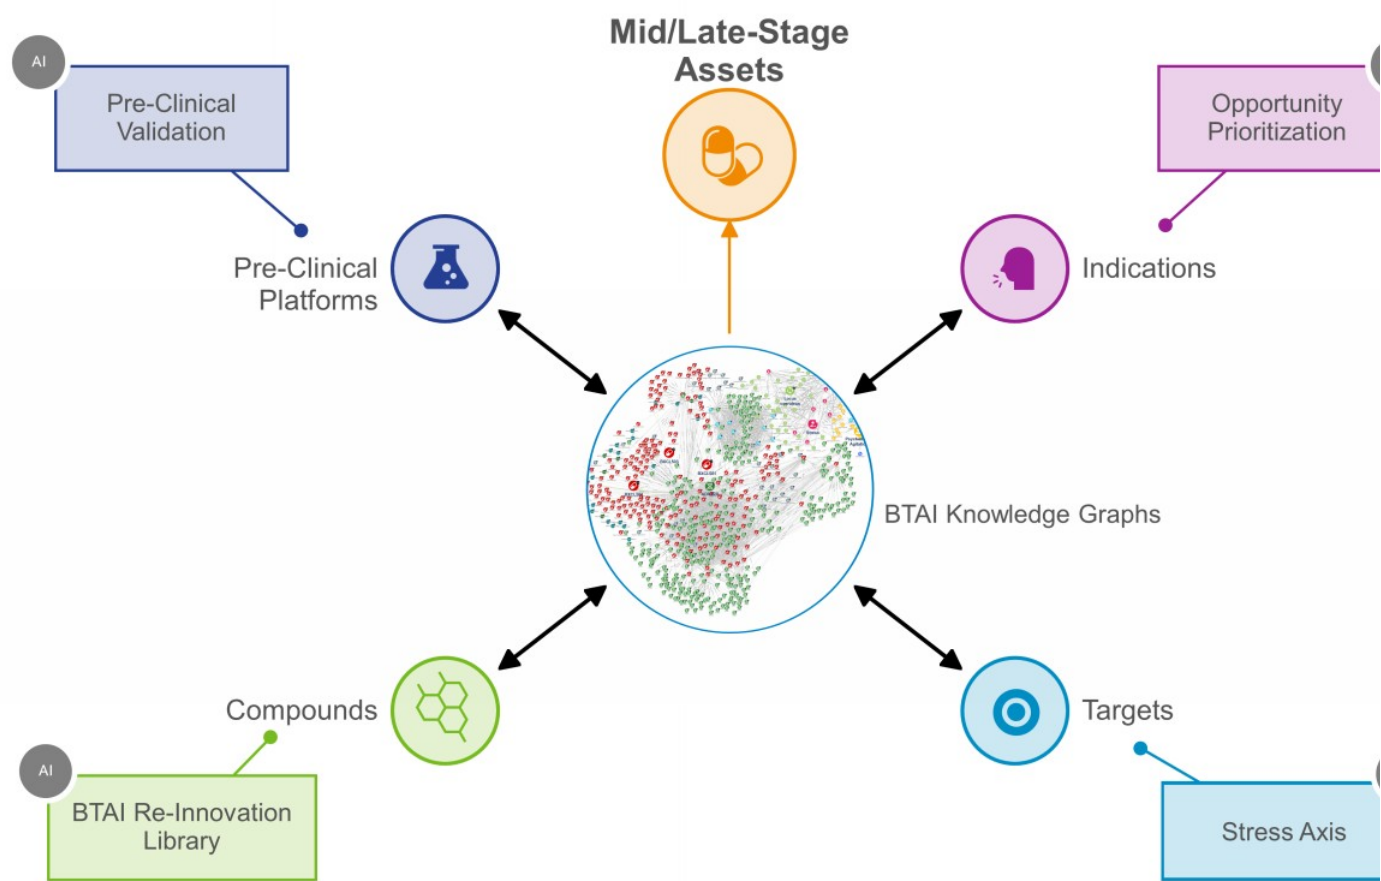 Mid/Late-Stage
Assets
AI
Pre-Clinical
Validation
Opportunity
Prioritization
Pre-Clinical
Platforms
Indications
BTAI Knowledge Graphs
Compounds
Targets
AI
BTAI Re-Innovation
Library
Stress Axis